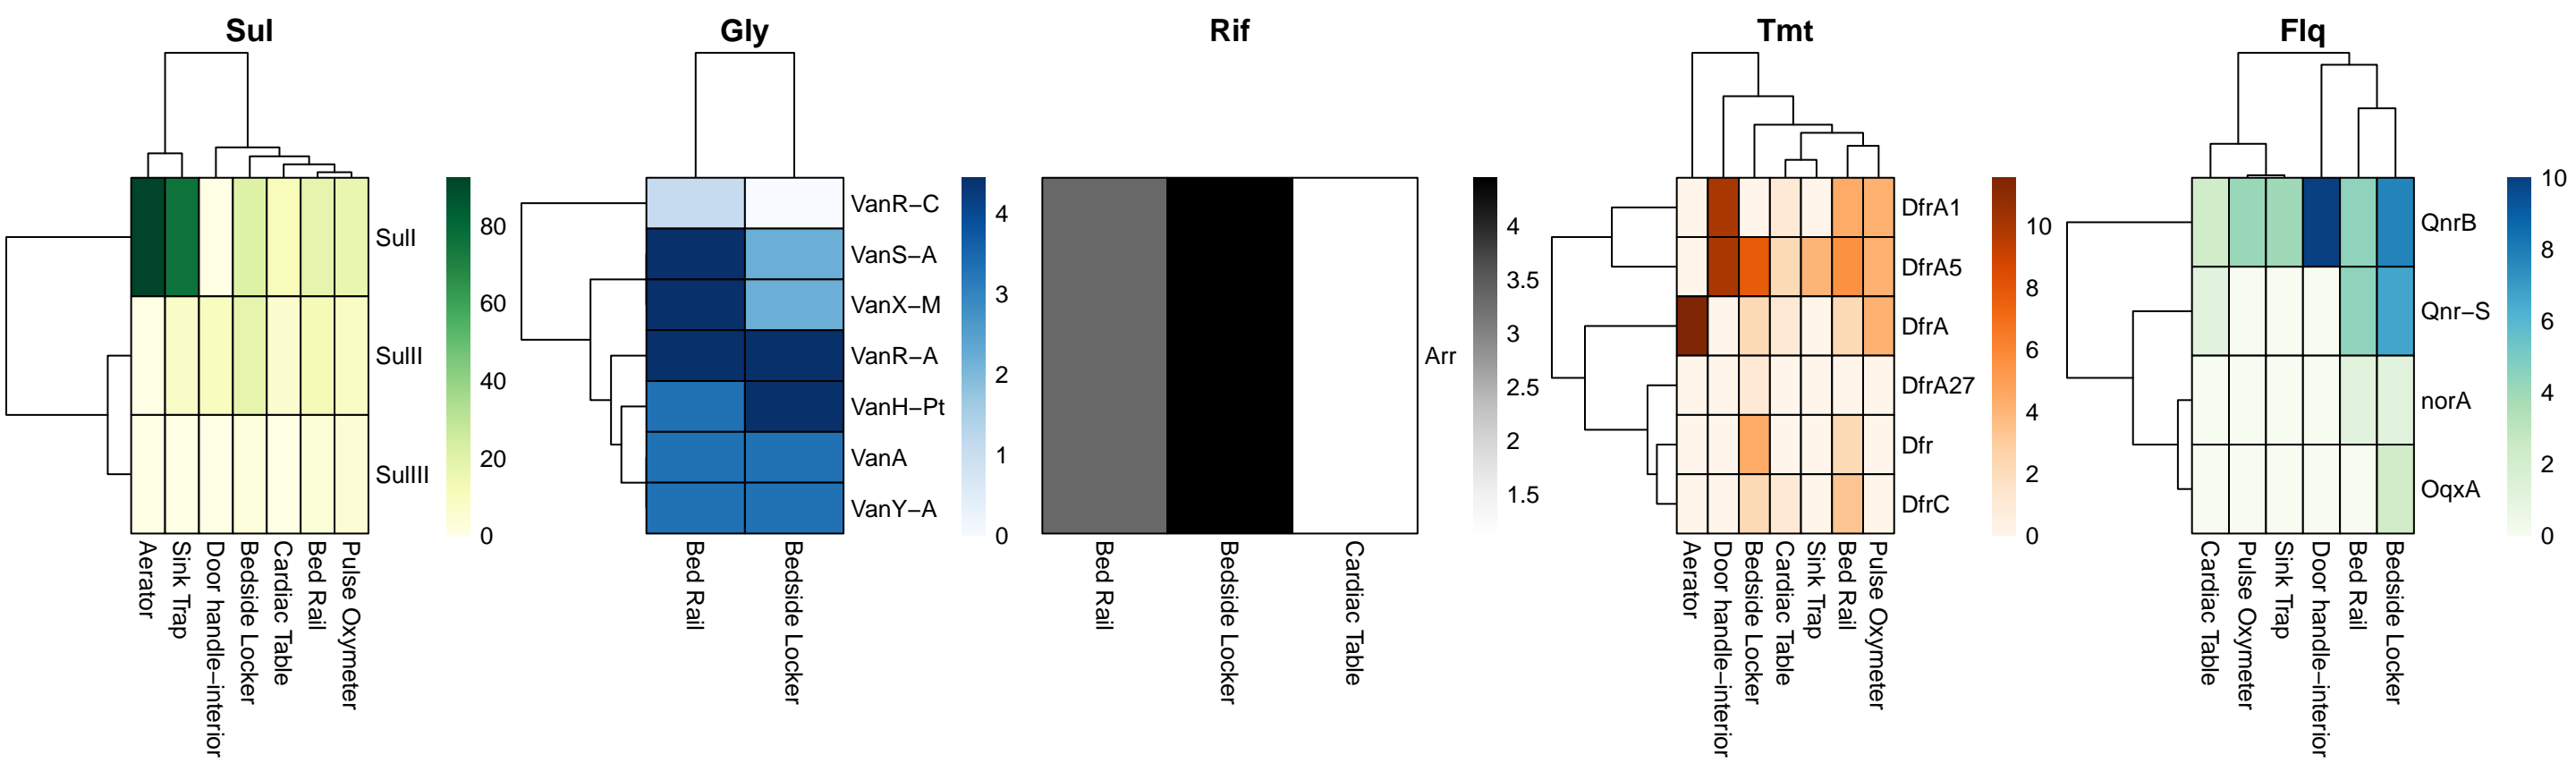 Sul
Gly
Rif
Tmt
Flq
SulI
SulII
SulIII
80
60
40
20
0
Aerator
Sink Trap
Door handle−interior
Bedside Locker
Cardiac Table
Bed Rail
Pulse Oxymeter
VanR−C
VanS−A
VanX−M
VanR−A
VanH−Pt
VanA
VanY−A
4
3
2
1
0
Bed Rail
Bedside Locker
Arr
4
3.5
3
2.5
2
1.5
Bed Rail
Bedside Locker
Cardiac Table
DfrA1
DfrA5
DfrA
DfrA27
Dfr
DfrC
10
8
6
4
2
0
Aerator
Door handle−interior
Bedside Locker
Cardiac Table
Sink Trap
Bed Rail
Pulse Oxymeter
QnrB
Qnr−S
norA
OqxA
10
8
6
4
2
0
Cardiac Table
Pulse Oxymeter
Sink Trap
Door handle−interior
Bed Rail
Bedside Locker